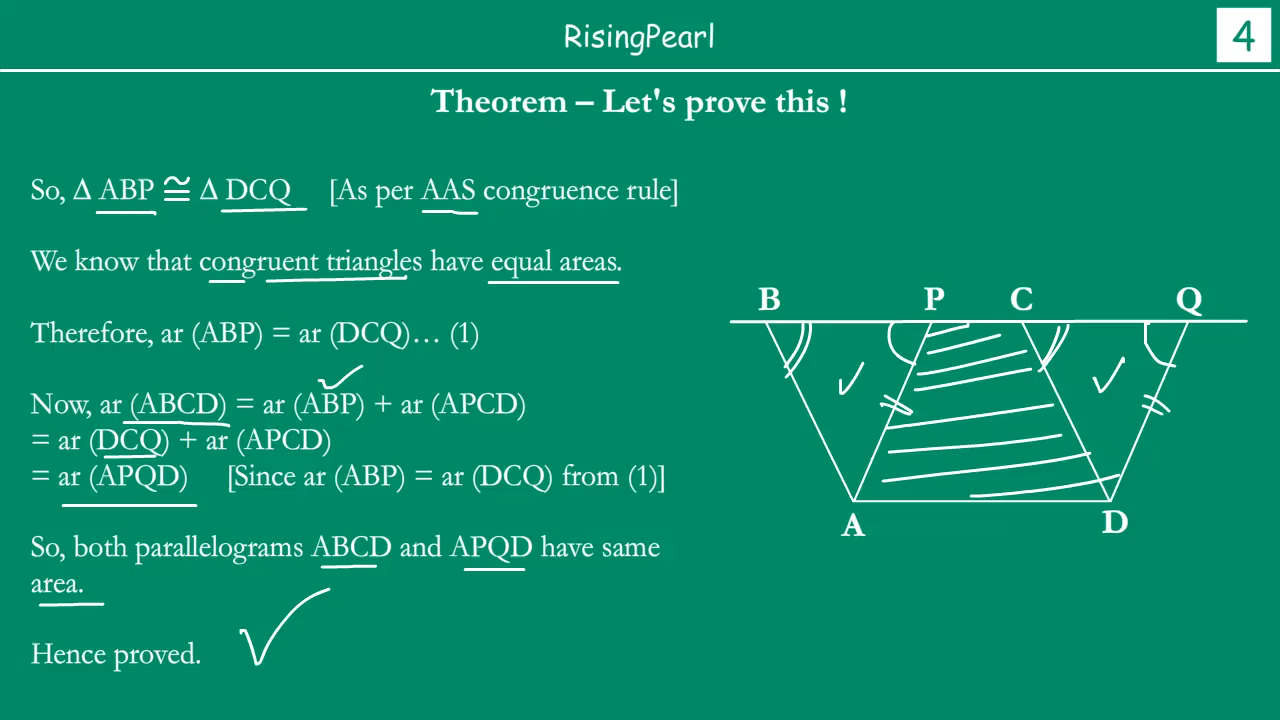 RisingPearl
4
Theorem – Let's prove this !
So, Δ ABP ≅ Δ DCQ [As per AAS congruence rule]
We know that congruent triangles have equal areas.
Therefore, ar (ABP) = ar (DCQ)… (1)
Now, ar (ABCD) = ar (ABP) + ar (APCD)
= ar (DCQ) + ar (APCD)
= ar (APQD) [Since ar (ABP) = ar (DCQ) from (1)]
So, both parallelograms ABCD and APQD have same
area.
Hence proved.
B P C Q
A D